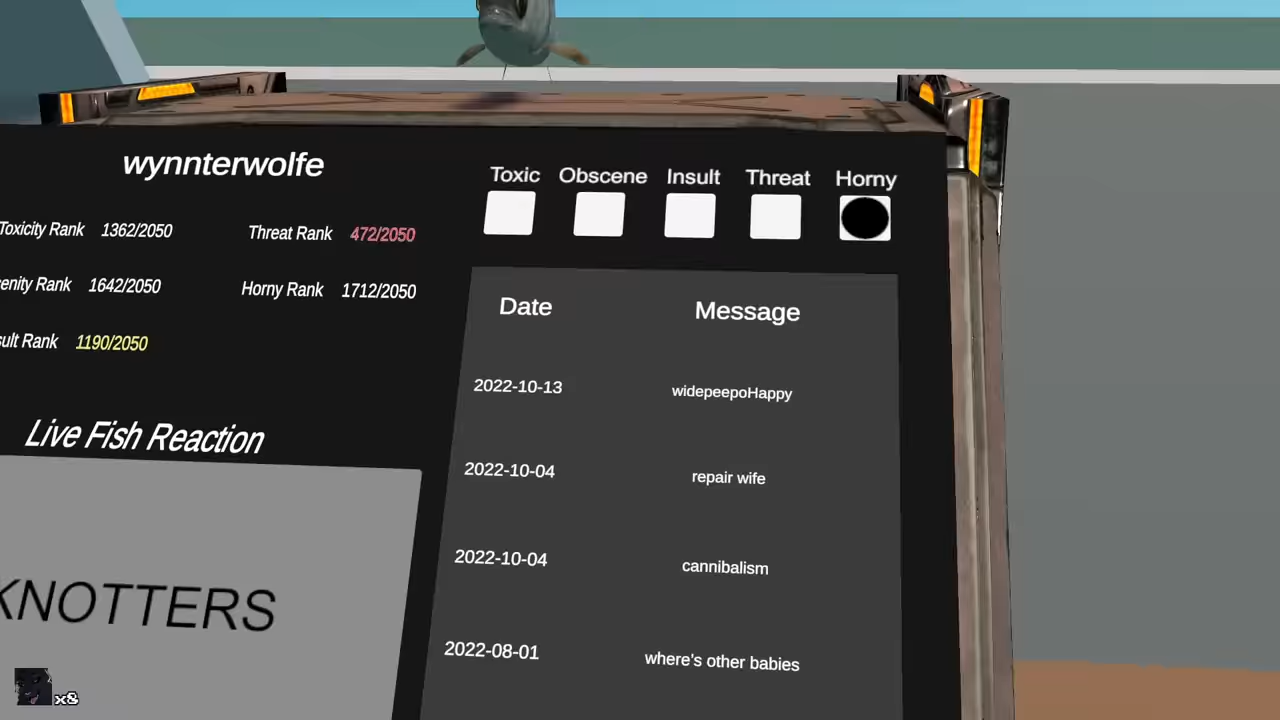 wynnterwolfe
Toxicity Rank 1362/2050
Threat Rank 472/2050
1642/2050
Rank
Horny Rank 1712/2050
Rank 1190/2050
Live Fish Reaction
KNOTTERS
x8
Toxic Obscene Insult Threat Horny
Date Message
2022-10-13 widepeepoHappy
2022-10-04 repair wife
2022-10-04 cannibalism
2022-08-01 where's other babies